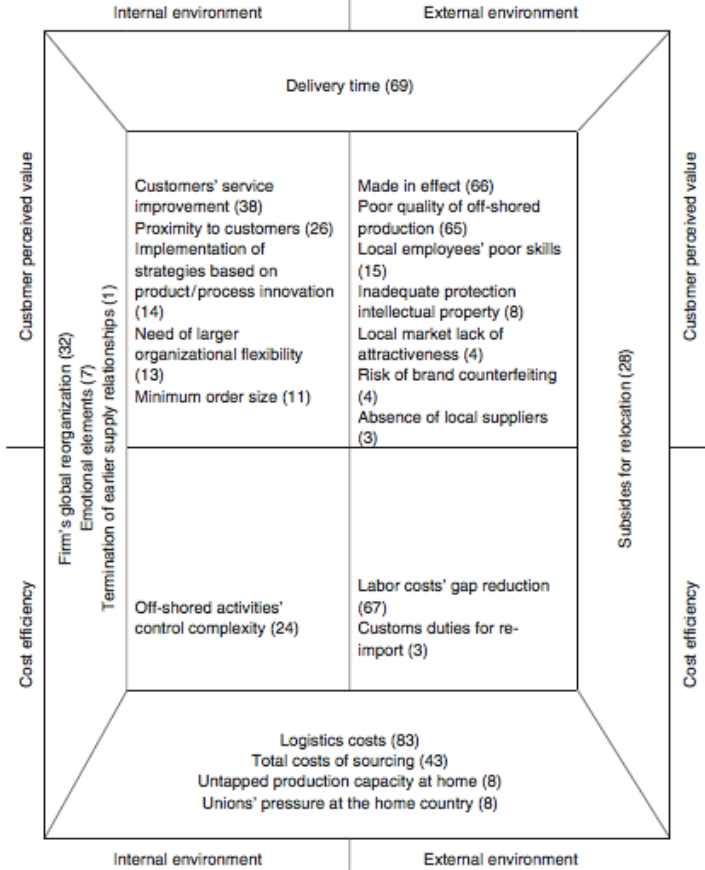 Internal environment
External environment
Delivery time (69)
Customer perceived value
Customers' service
improvement (38)
Proximity to customers (26)
Implementation of
strategies based on
product/process innovation
(14)
Need of larger
organizational flexibility
(13)
Minimum order size (11)
Made in effect (66)
Poor quality of off-shored
production (65)
Local employees' poor skills
(15)
Inadequate protection
intellectual property (8)
Local market lack of
attractiveness (4)
Risk of brand counterfeiting
(4)
Absence of local suppliers
(3)
Customer perceived value
Firm's global reorganization (32)
Emotional elements (7)
Termination of earlier supply relationships (1)
Subsides for relocation (28)
Cost efficiency
Off-shored activities'
control complexity (24)
Labor costs' gap reduction
(67)
Customs duties for re-
import (3)
Cost efficiency
Logistics costs (83)
Total costs of sourcing (43)
Untapped production capacity at home (8)
Unions' pressure at the home country (8)
Internal environment
External environment